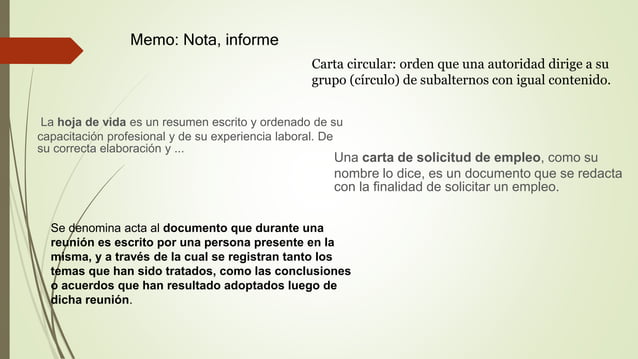 Memo: Nota, informe
Carta circular: orden que una autoridad dirige a su
grupo (círculo) de subalternos con igual contenido.
La hoja de vida es un resumen escrito y ordenado de su
capacitación profesional y de su experiencia laboral. De
su correcta elaboración y ...
Una carta de solicitud de empleo, como su
nombre lo dice, es un documento que se redacta
con la finalidad de solicitar un empleo.
Se denomina acta al documento que durante una
reunión es escrito por una persona presente en la
misma, y a través de la cual se registran tanto los
temas que han sido tratados, como las conclusiones
o acuerdos que han resultado adoptados luego de
dicha reunión.